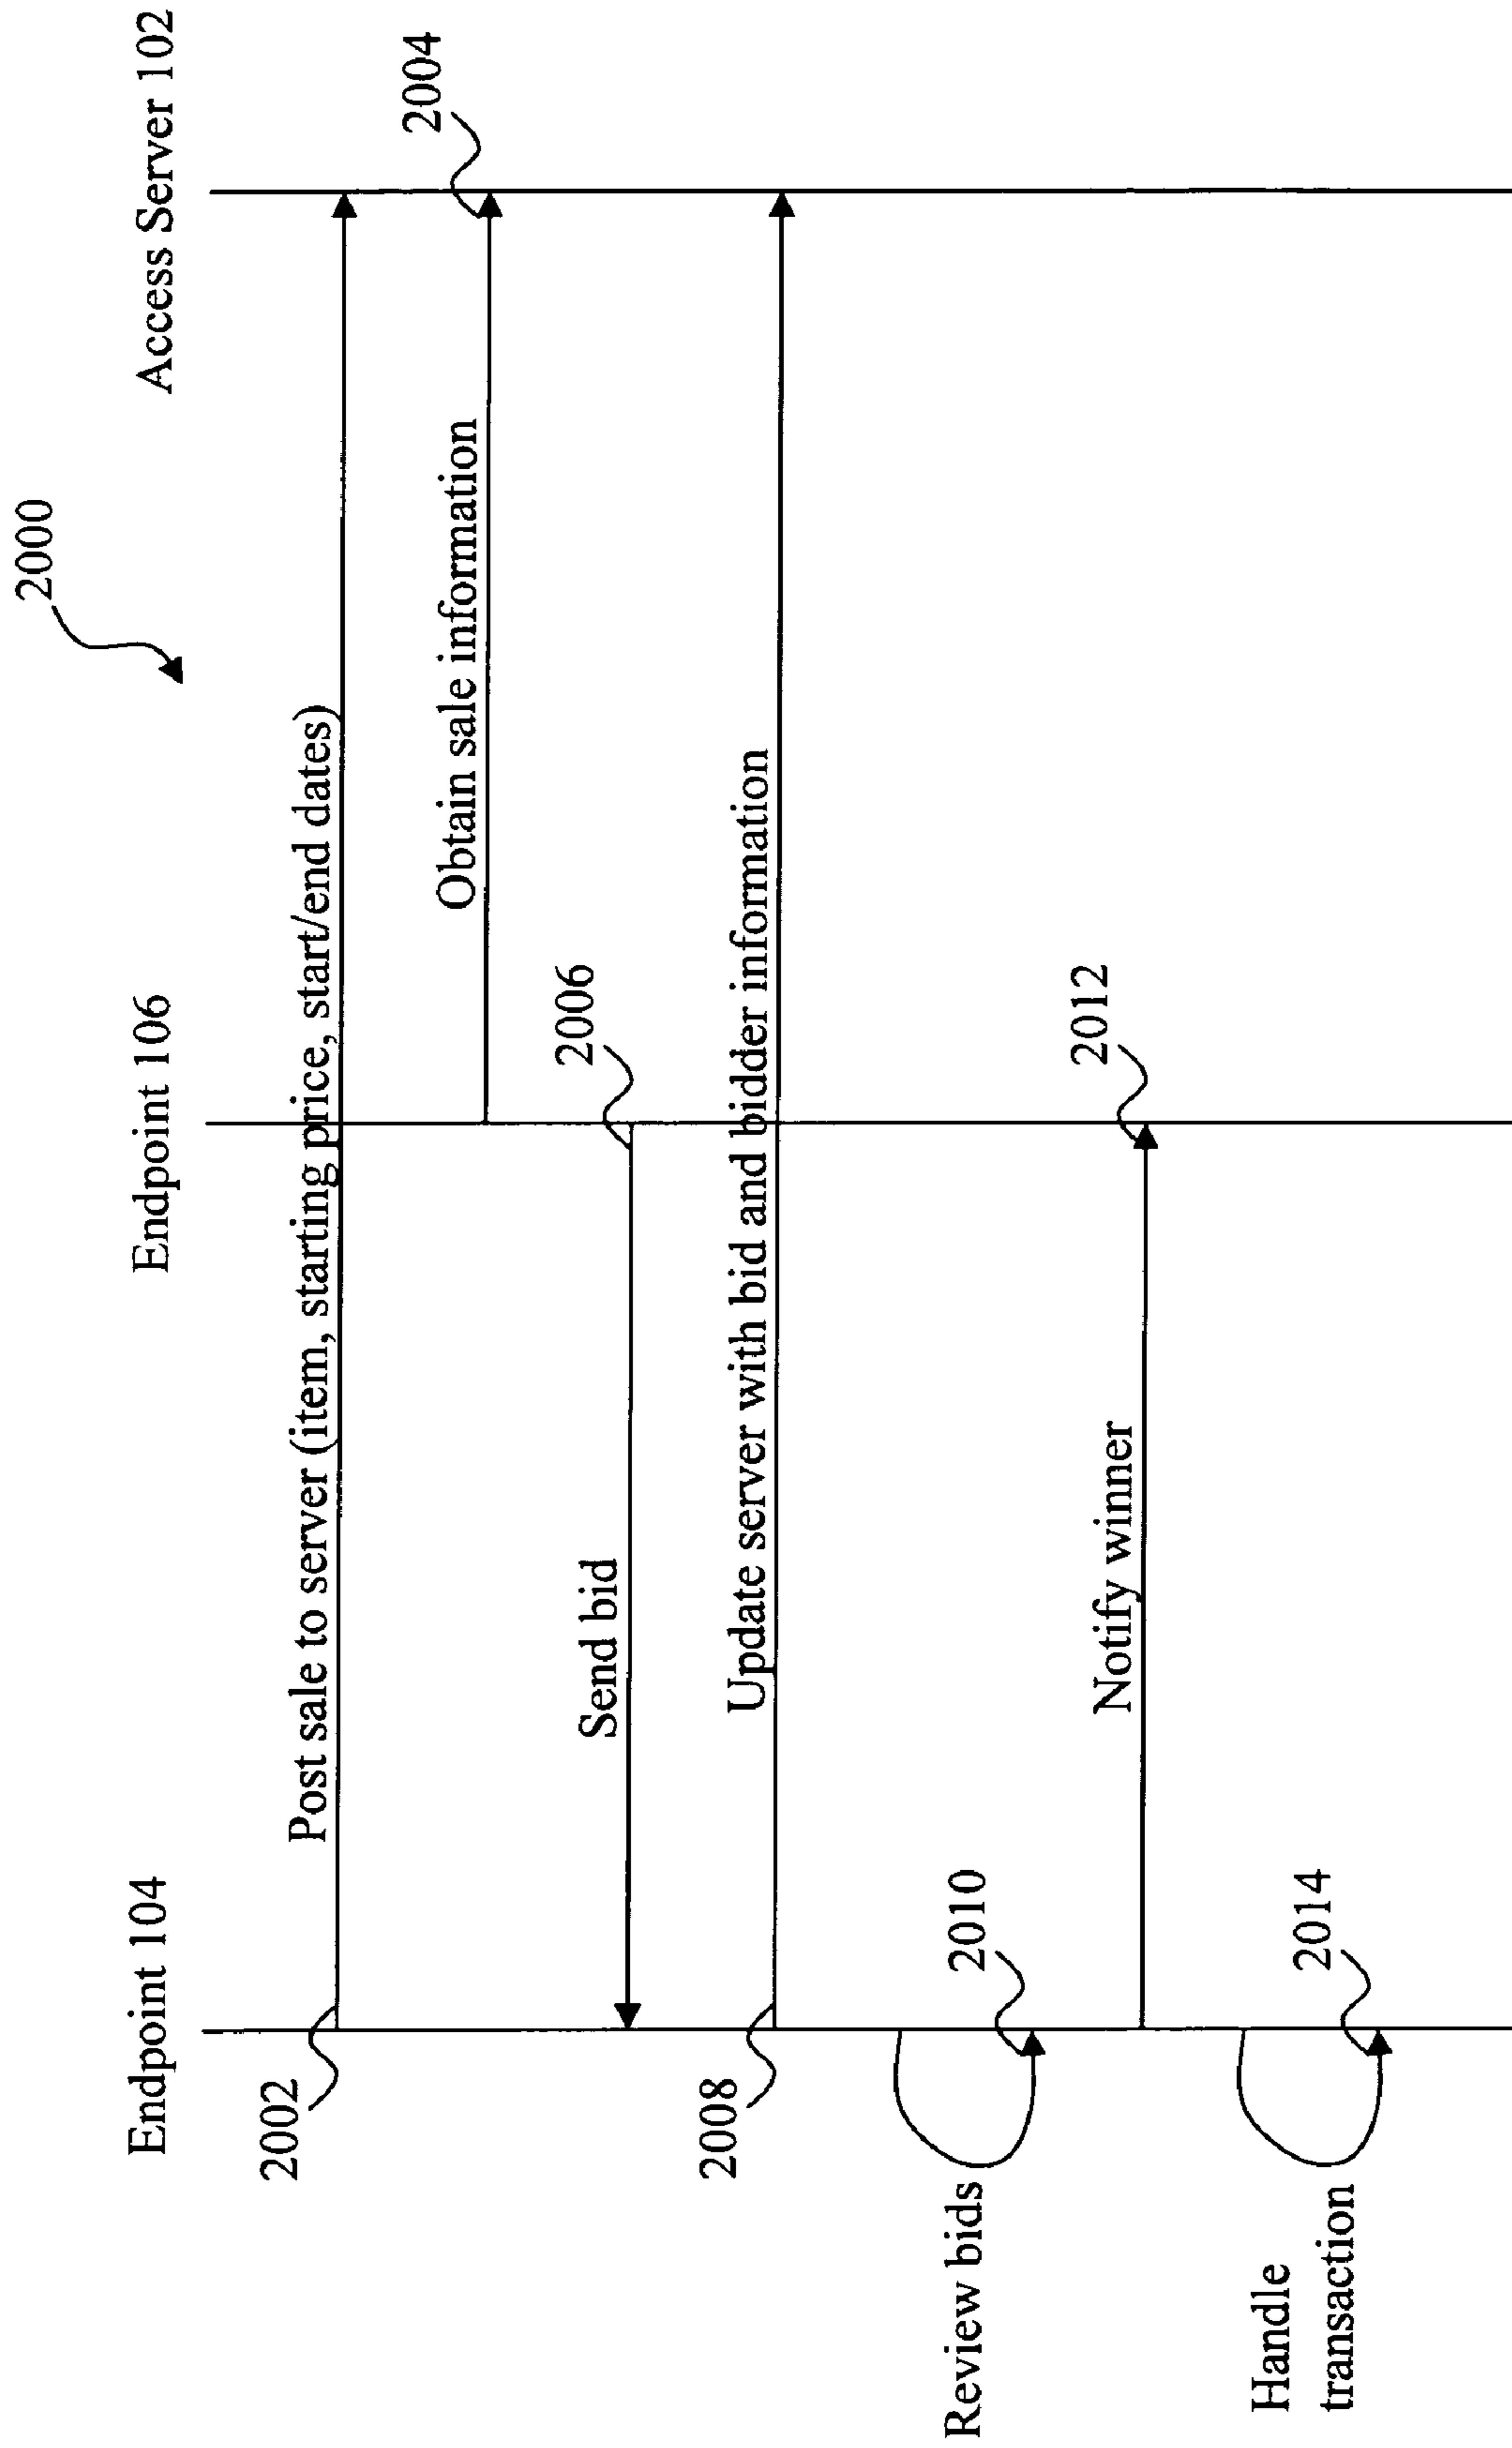 2000
Endpoint 104
Endpoint 106
Access Server 102
2002
Post sale to server (item, starting price, start/end dates)
2004
Obtain sale information
2006
Send bid
2008
Update server with bid and bidder information
2010
Review bids
2012
Notify winner
2014
Handle
transaction